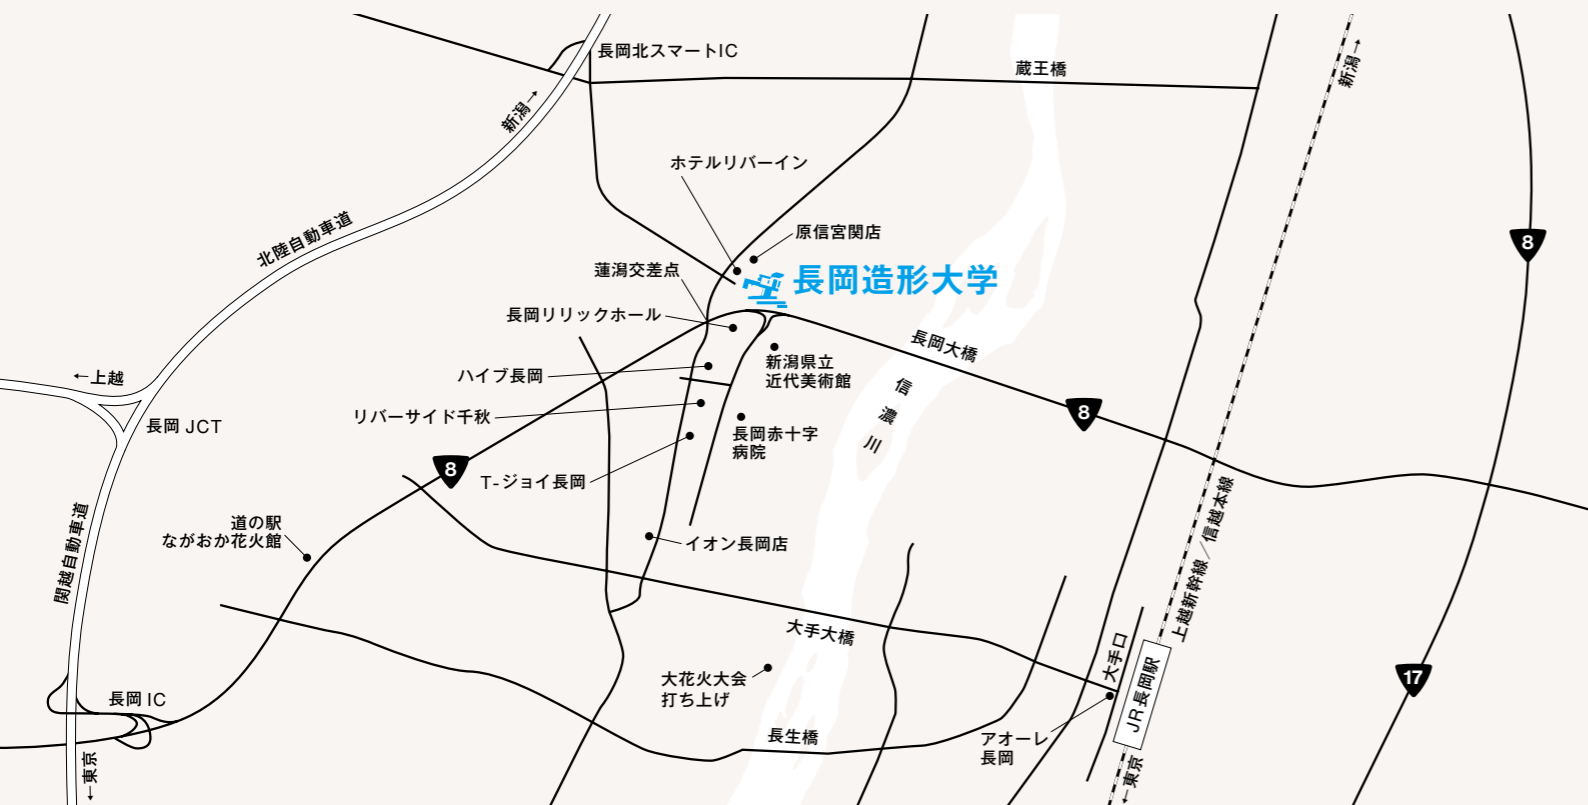 長岡北スマートIC
蔵王橋
新潟→
新潟→
ホテルリバーイン
北陸自動車道
原信宮関店
8
蓮潟交差点
長岡造形大学
長岡リリックホール
長岡大橋
新潟県立
近代美術館
←上越
ハイブ長岡
信濃川
リバーサイド千秋
8
長岡 JCT
長岡赤十字
病院
8
T-ジョイ長岡
道の駅
ながおか花火館
関越自動車道
イオン長岡店
上越新幹線／信越本線
大手大橋
大手口
大花火大会
打ち上げ
JR長岡駅
17
長岡 IC
長生橋
アオーレ
長岡
←東京
←東京